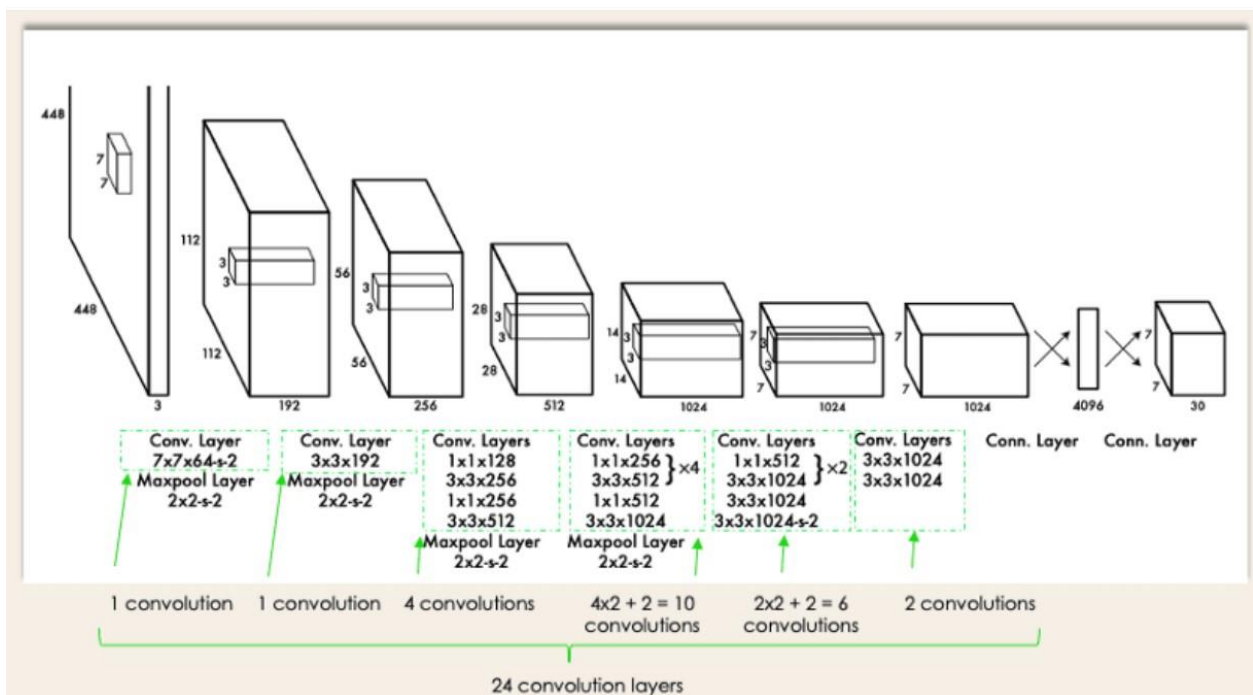 448
7
7
448
3
112
3
3
112
192
56
3
3
56
256
28
3
3
28
512
14
3
3
14
1024
7
3
3
7
1024
7
7
1024
4096
7
7
30
Conv. Layer
7x7x64-s-2
Maxpool Layer
2x2-s-2
Conv. Layer
3x3x192
Maxpool Layer
2x2-s-2
Conv. Layers
1x1x128
3x3x256
1x1x256
3x3x512
Maxpool Layer
2x2-s-2
Conv. Layers
1x1x256
3x3x512 } ×4
1x1x512
3x3x1024
Maxpool Layer
2x2-s-2
Conv. Layers
1x1x512
3x3x1024 } ×2
3x3x1024
3x3x1024-s-2
Conv. Layers
3x3x1024
3x3x1024
Conn. Layer
Conn. Layer
1 convolution
1 convolution
4 convolutions
4x2 + 2 = 10
convolutions
2x2 + 2 = 6
convolutions
2 convolutions
24 convolution layers